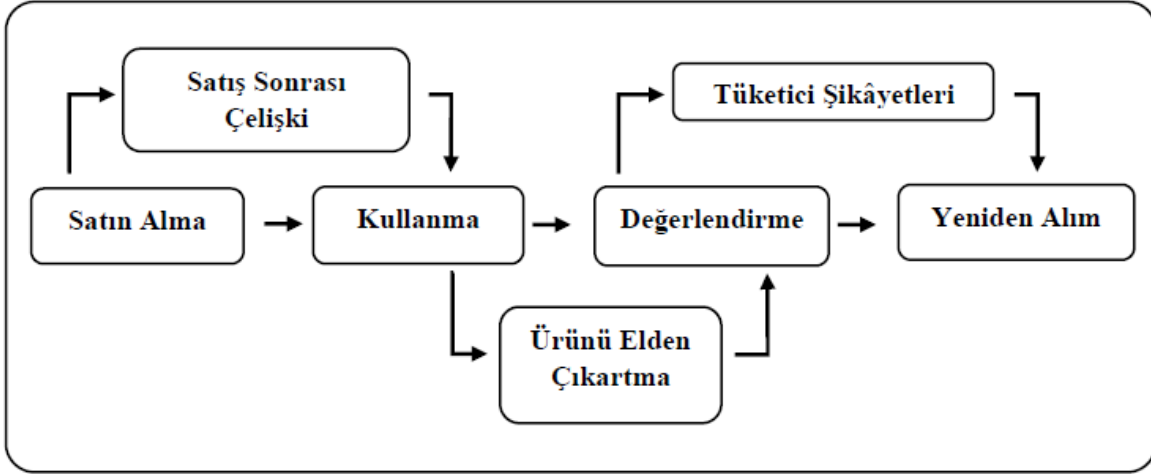 Satış Sonrası
Çelişki
Tüketici Şikâyetleri
Satın Alma
Kullanma
Değerlendirme
Yeniden Alım
Ürünü Elden
Çıkartma